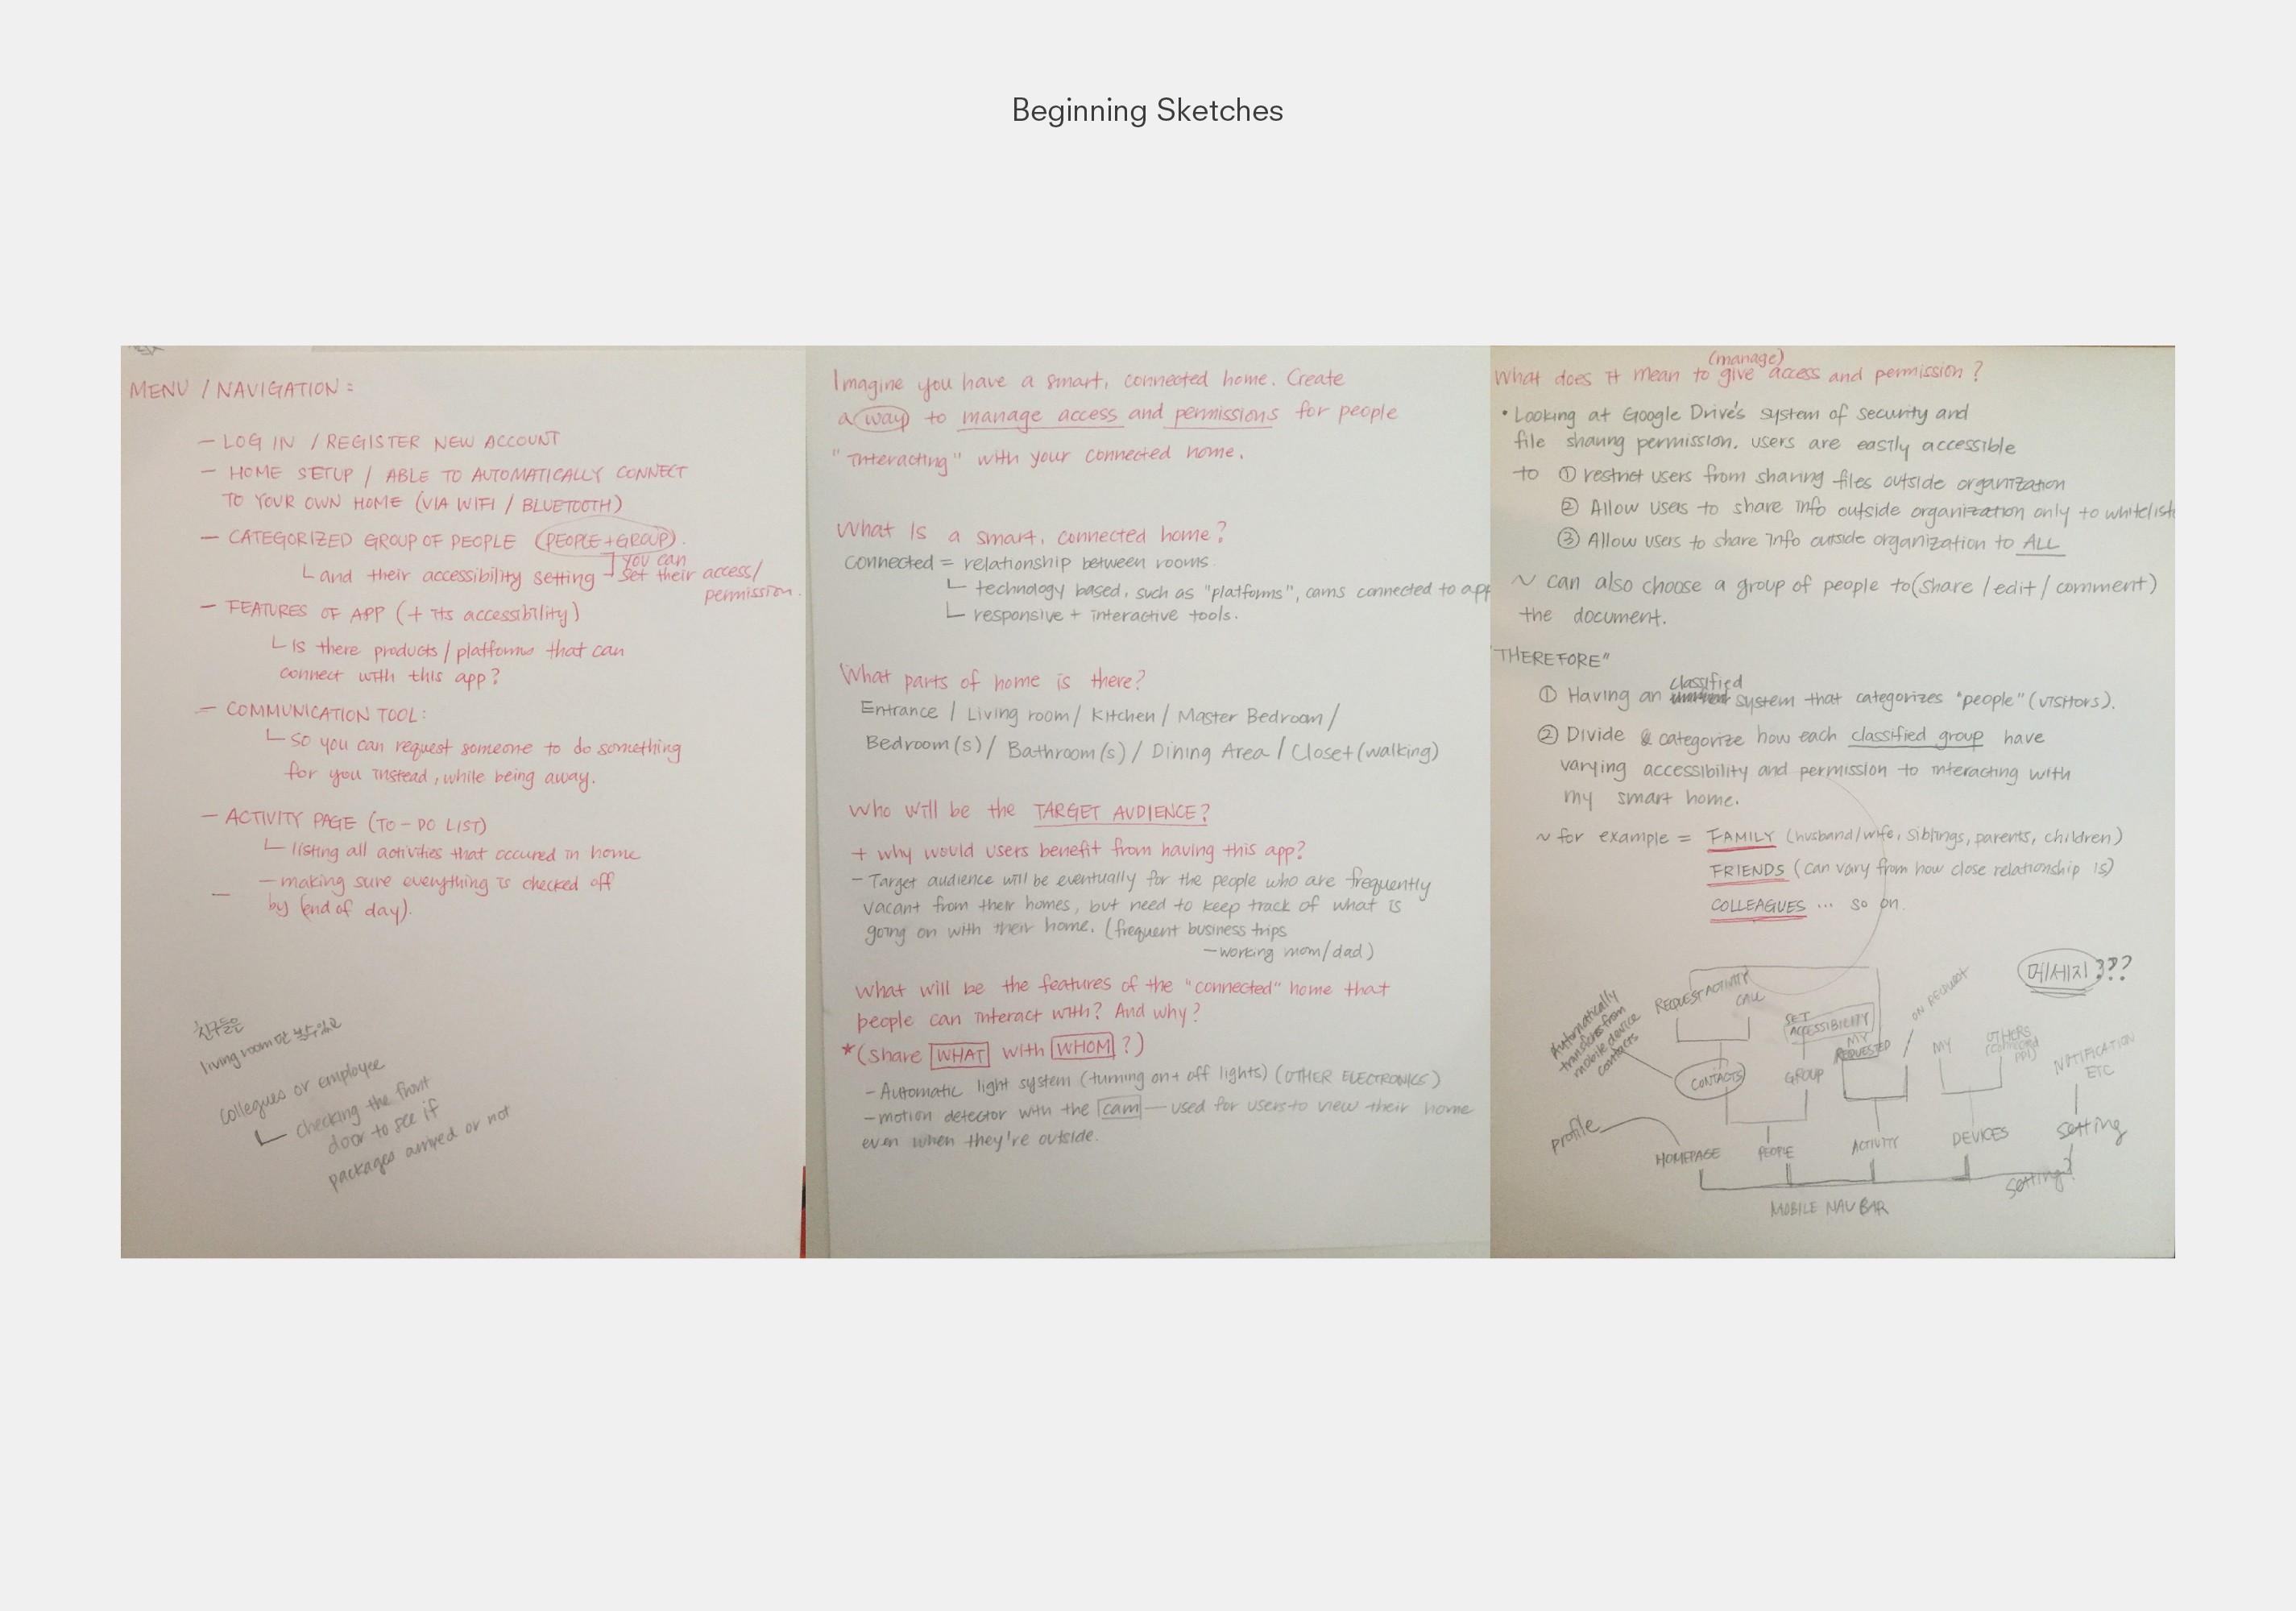 Beginning Sketches
MENU / NAVIGATION:
— LOG IN / REGISTER NEW ACCOUNT
— HOME SETUP / ABLE TO AUTOMATICALLY CONNECT
TO YOUR OWN HOME (VIA WIFI / BLUETOOTH)
— CATEGORIZED GROUP OF PEOPLE (PEOPLE+GROUP).
└ and their accessibility setting
you can
set their access/
permission.
— FEATURES OF APP (+ its accessibility)
└ Is there products/platforms that can
connect with this app?
— COMMUNICATION TOOL:
└ so you can request someone to do something
for you instead, while being away.
— ACTIVITY PAGE (TO-DO LIST)
└ listing all activities that occured in home
— making sure everything is checked off
by (end of day).
—
친구들은
living room만 볼수있고
collegues or employee
└ checking the front
door to see if
packages arrived or not
Imagine you have a smart, connected home. Create
a way to manage access and permissions for people
"interacting" with your connected home.
What Is a smart, connected home?
connected = relationship between rooms.
└ technology based, such as "platforms", cams connected to app
└ responsive + interactive tools.
What parts of home is there?
Entrance / Living room / Kitchen / Master Bedroom /
Bedroom(s) / Bathroom(s) / Dining Area / Closet (walking)
Who will be the TARGET AUDIENCE?
+ why would users benefit from having this app?
— Target audience will be eventually for the people who are frequently
vacant from their homes, but need to keep track of what is
going on with their home. (frequent business trips
— working mom/dad)
What will be the features of the "connected" home that
people can interact with? And why?
*(share WHAT with WHOM?)
— Automatic light system (turning on + off lights) (OTHER ELECTRONICS)
— motion detector with the cam — used for users to view their home
even when they're outside.
(manage)
What does it mean to give access and permission?
• Looking at Google Drive's system of security and
file sharing permission. users are easily accessible
to ① restrict users from sharing files outside organization
② Allow users to share info outside organization only to whitelist
③ Allow users to share info outside organization to ALL
~ can also choose a group of people to (share / edit / comment)
the document.
"THEREFORE"
classified
① Having an system that categorizes "people" (visitors).
② Divide & categorize how each classified group have
varying accessibility and permission to interacting with
my smart home.
~ for example = FAMILY (husband/wife, siblings, parents, children)
FRIENDS (can vary from how close relationship is)
COLLEAGUES ... so on.
메세지???
Automatically
transfers from
mobile device
contacts
REQUEST ACTIVITY
CALL
SET
ACCESSIBILITY
MY
REQUESTED
ON REQUEST
MY
OTHERS
(connected
ppl)
NOTIFICATION
ETC
CONTACTS
GROUP
profile
HOMEPAGE
PEOPLE
ACTIVITY
DEVICES
setting
setting?
MOBILE NAV BAR